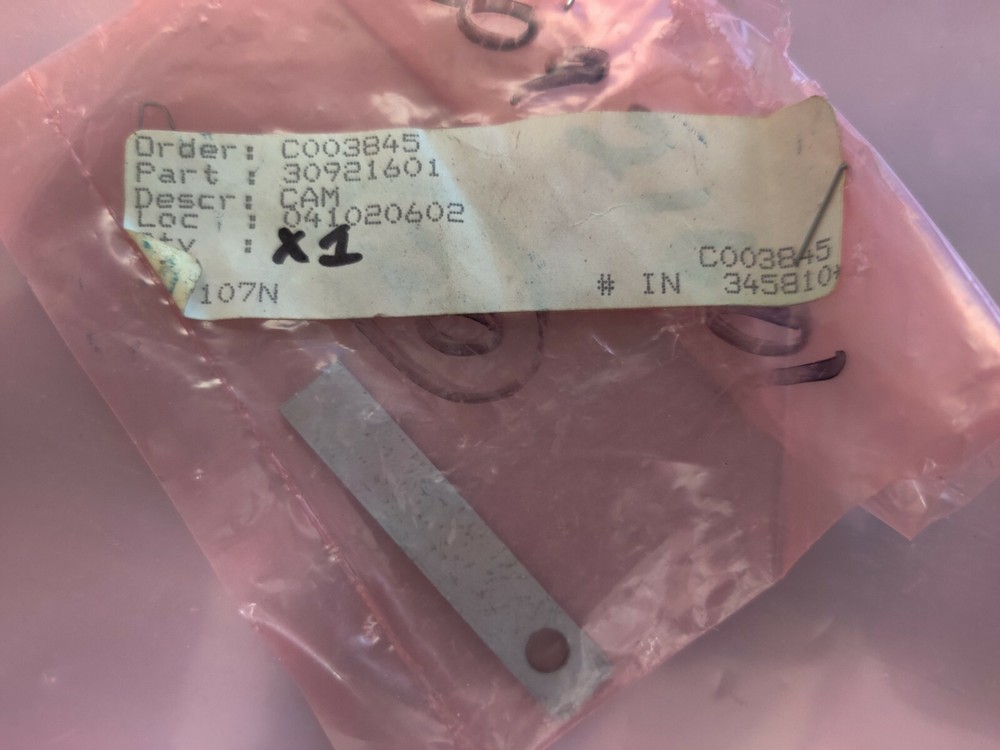 Order: C003845
Part : 30921601
Descr: CAM
Loc : 041020602
: X1
C003845
107N # IN 345810*